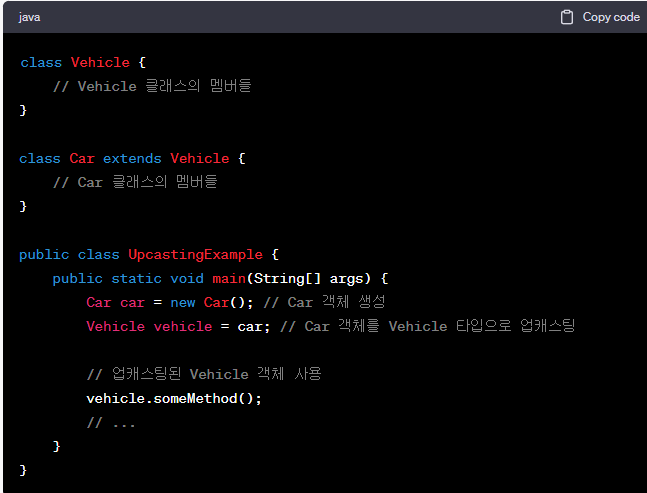 java
Copy code
class Vehicle {
// Vehicle 클래스의 멤버들
}
class Car extends Vehicle {
// Car 클래스의 멤버들
}
public class UpcastingExample {
public static void main(String[] args) {
Car car = new Car(); // Car 객체 생성
Vehicle vehicle = car; // Car 객체를 Vehicle 타입으로 업캐스팅
// 업캐스팅된 Vehicle 객체 사용
vehicle.someMethod();
// ...
}
}